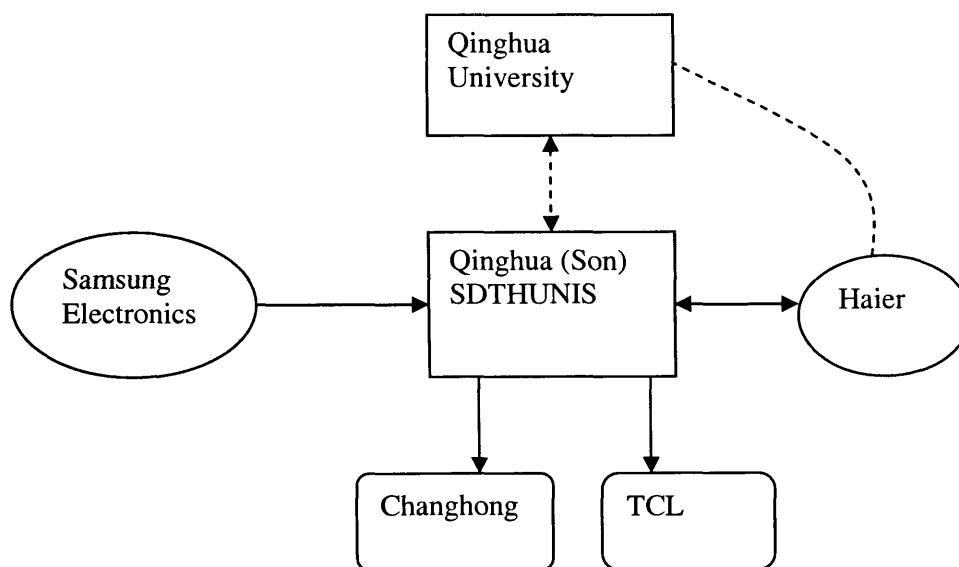 Qinghua
University
Samsung
Electronics
Qinghua (Son)
SDTHUNIS
Haier
Changhong
TCL